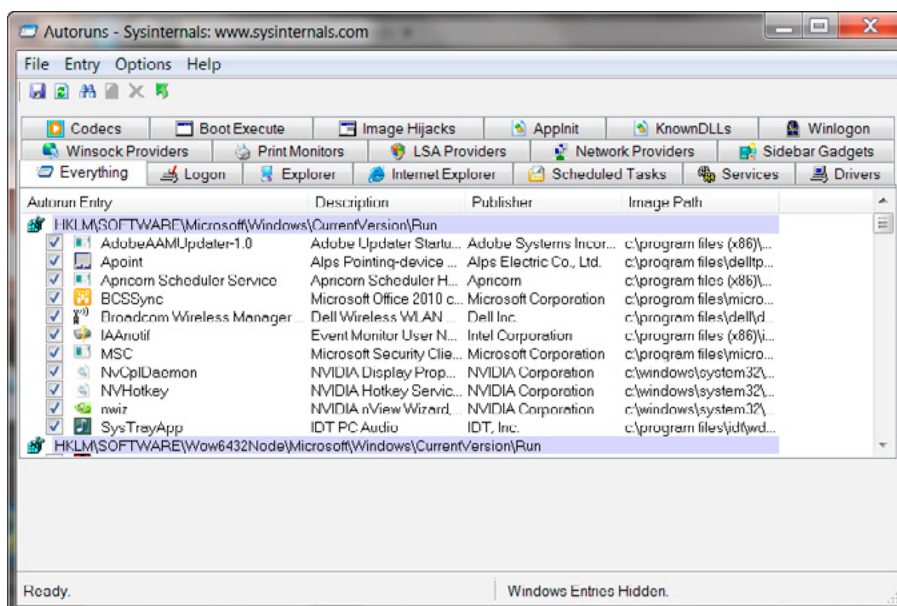 Autoruns - Sysinternals: www.sysinternals.com
File Entry Options Help
Codecs Boot Execute Image Hijacks AppInit KnownDLLs Winlogon
Winsock Providers Print Monitors LSA Providers Network Providers Sidebar Gadgets
Everything Logon Explorer Internet Explorer Scheduled Tasks Services Drivers
Autorun Entry Description Publisher Image Path
HKLM\SOFTWARE\Microsoft\Windows\CurrentVersion\Run
AdobeAAMUpdater-1.0 Adobe Updater Startu... Adobe Systems Incor... c:\program files (x86)\...
Apoint Alps Pointing-device ... Alps Electric Co., Ltd. c:\program files\delltp...
Apricorn Scheduler Service Apricorn Scheduler H... Apricorn c:\program files (x86)\...
BCSSync Microsoft Office 2010 c... Microsoft Corporation c:\program files\micro...
Broadcom Wireless Manager ... Dell Wireless WLAN ... Dell Inc. c:\program files\dell\d...
IAAnotif Event Monitor User N... Intel Corporation c:\program files (x86)\i...
MSC Microsoft Security Clie... Microsoft Corporation c:\program files\micro...
NvCplDaemon NVIDIA Display Prop... NVIDIA Corporation c:\windows\system32\...
NVHotkey NVIDIA Hotkey Servic... NVIDIA Corporation c:\windows\system32\...
nwiz NVIDIA nView Wizard, ... NVIDIA Corporation c:\windows\system32\...
SysTrayApp IDT PC Audio IDT, Inc. c:\program files\idt\wd...
HKLM\SOFTWARE\Wow6432Node\Microsoft\Windows\CurrentVersion\Run
Ready. Windows Entries Hidden.